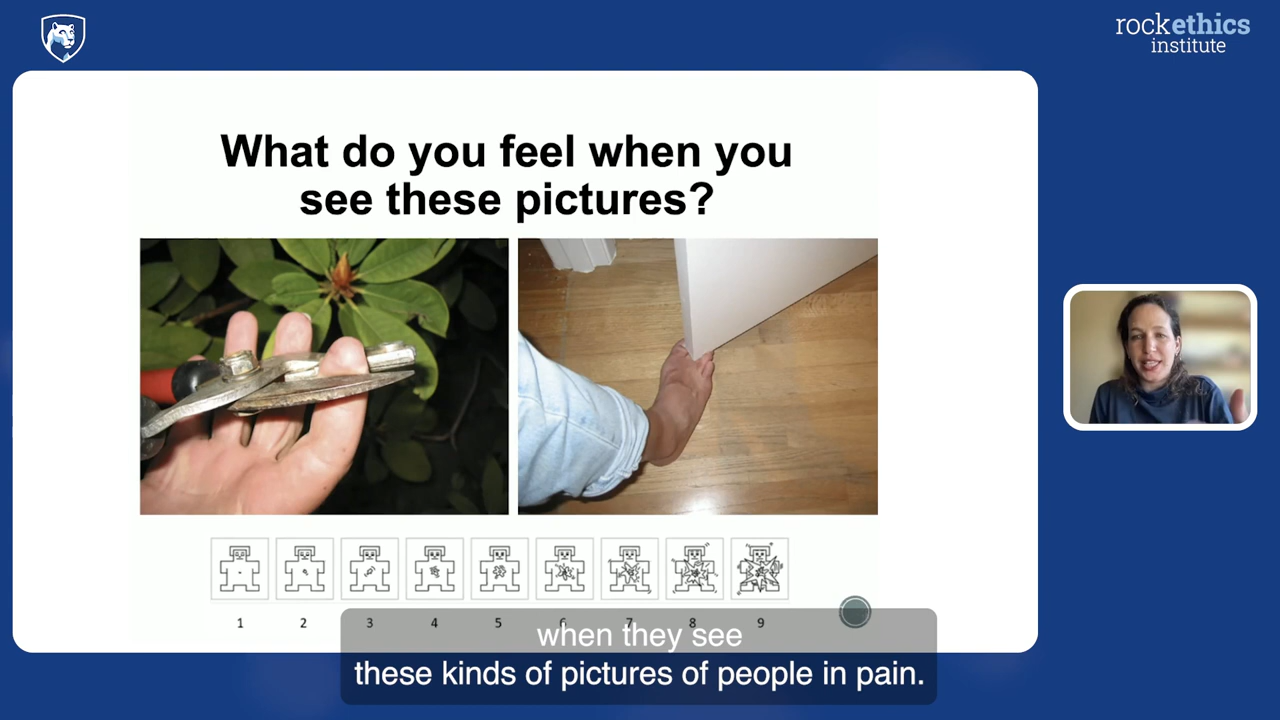 rockethics
institute
What do you feel when you
see these pictures?
1 2 3 4 5 6 7 8 9
when they see
these kinds of pictures of people in pain.